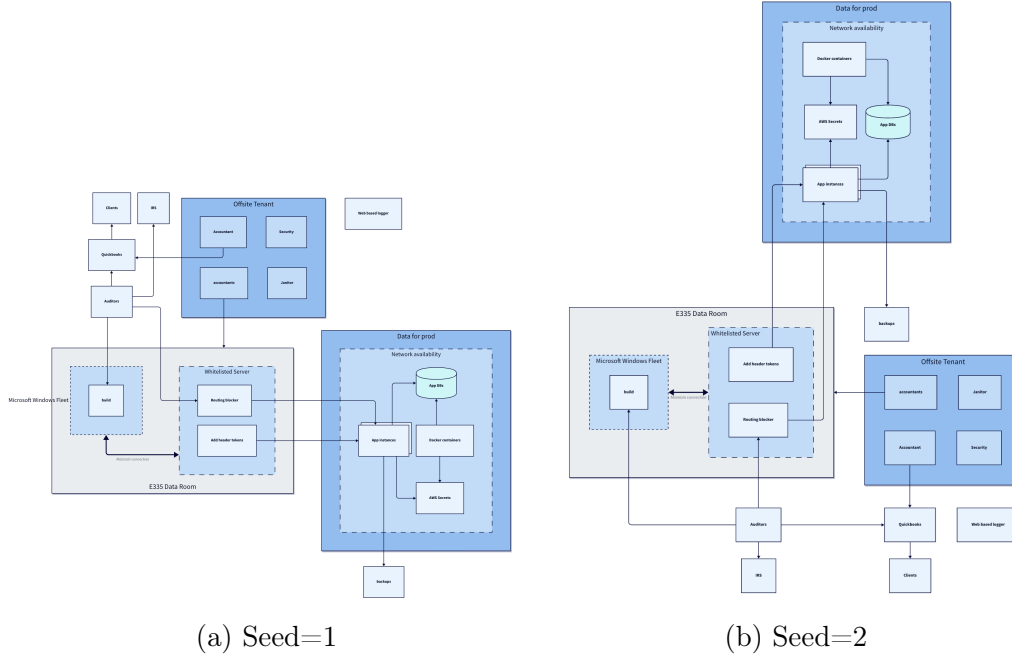 Clients
IRS
Offsite Tenant
Accountant
Security
Web based logger
Quickbooks
accountants
Janitor
Auditors
Data for prod
Network availability
Whitelisted Server
Microsoft Windows Fleet
build
Routing blocker
App DBs
Add header tokens
App instances
Docker containers
E335 Data Room
AWS Secrets
backups
(a) Seed=1
Data for prod
Network availability
Docker containers
AWS Secrets
App DBs
App instances
E335 Data Room
backups
Whitelisted Server
Microsoft Windows Fleet
Add header tokens
build
Routing blocker
Offsite Tenant
accountants
Janitor
Accountant
Security
Auditors
Quickbooks
Web based logger
IRS
Clients
(b) Seed=2